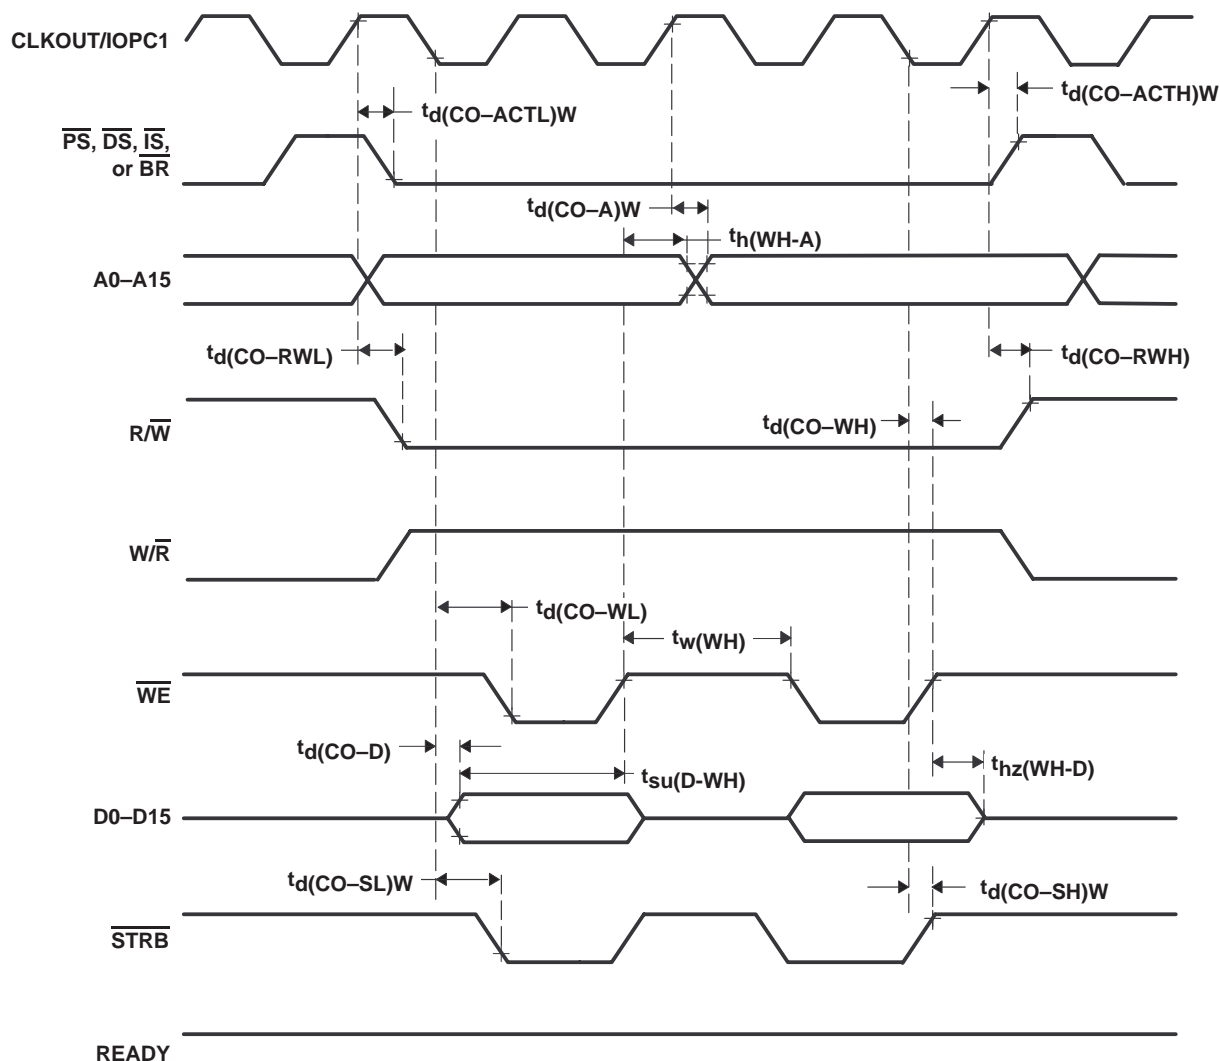 CLKOUT/IOPC1
td(CO–ACTL)W
td(CO–ACTH)W
PS, DS, IS,
or BR
td(CO–A)W
th(WH-A)
A0–A15
td(CO–RWL)
td(CO–RWH)
R/W
td(CO–WH)
W/R
td(CO–WL)
tw(WH)
WE
td(CO–D)
tsu(D-WH)
thz(WH-D)
D0–D15
td(CO–SL)W
td(CO–SH)W
STRB
READY